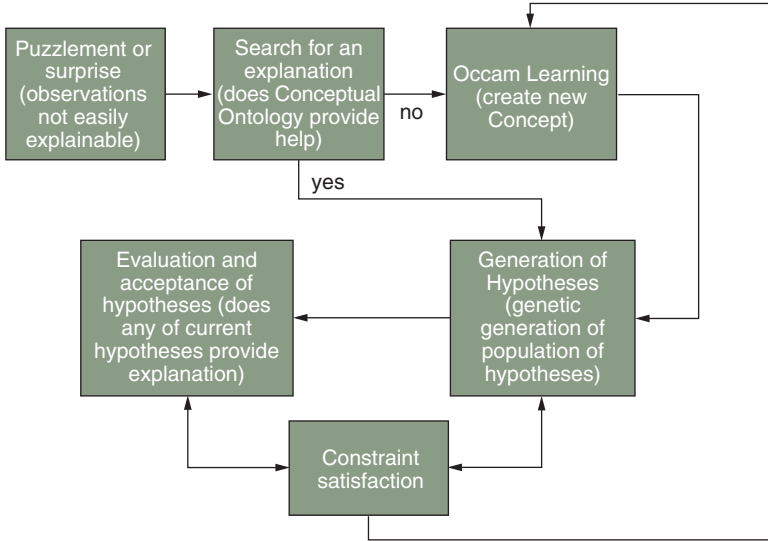 Puzzlement or
surprise
(observations
not easily
explainable)
Search for an
explanation
(does Conceptual
Ontology provide
help)
no
Occam Learning
(create new
Concept)
yes
Evaluation and
acceptance of
hypotheses (does
any of current
hypotheses provide
explanation)
Generation of
Hypotheses
(genetic
generation of
population of
hypotheses)
Constraint
satisfaction